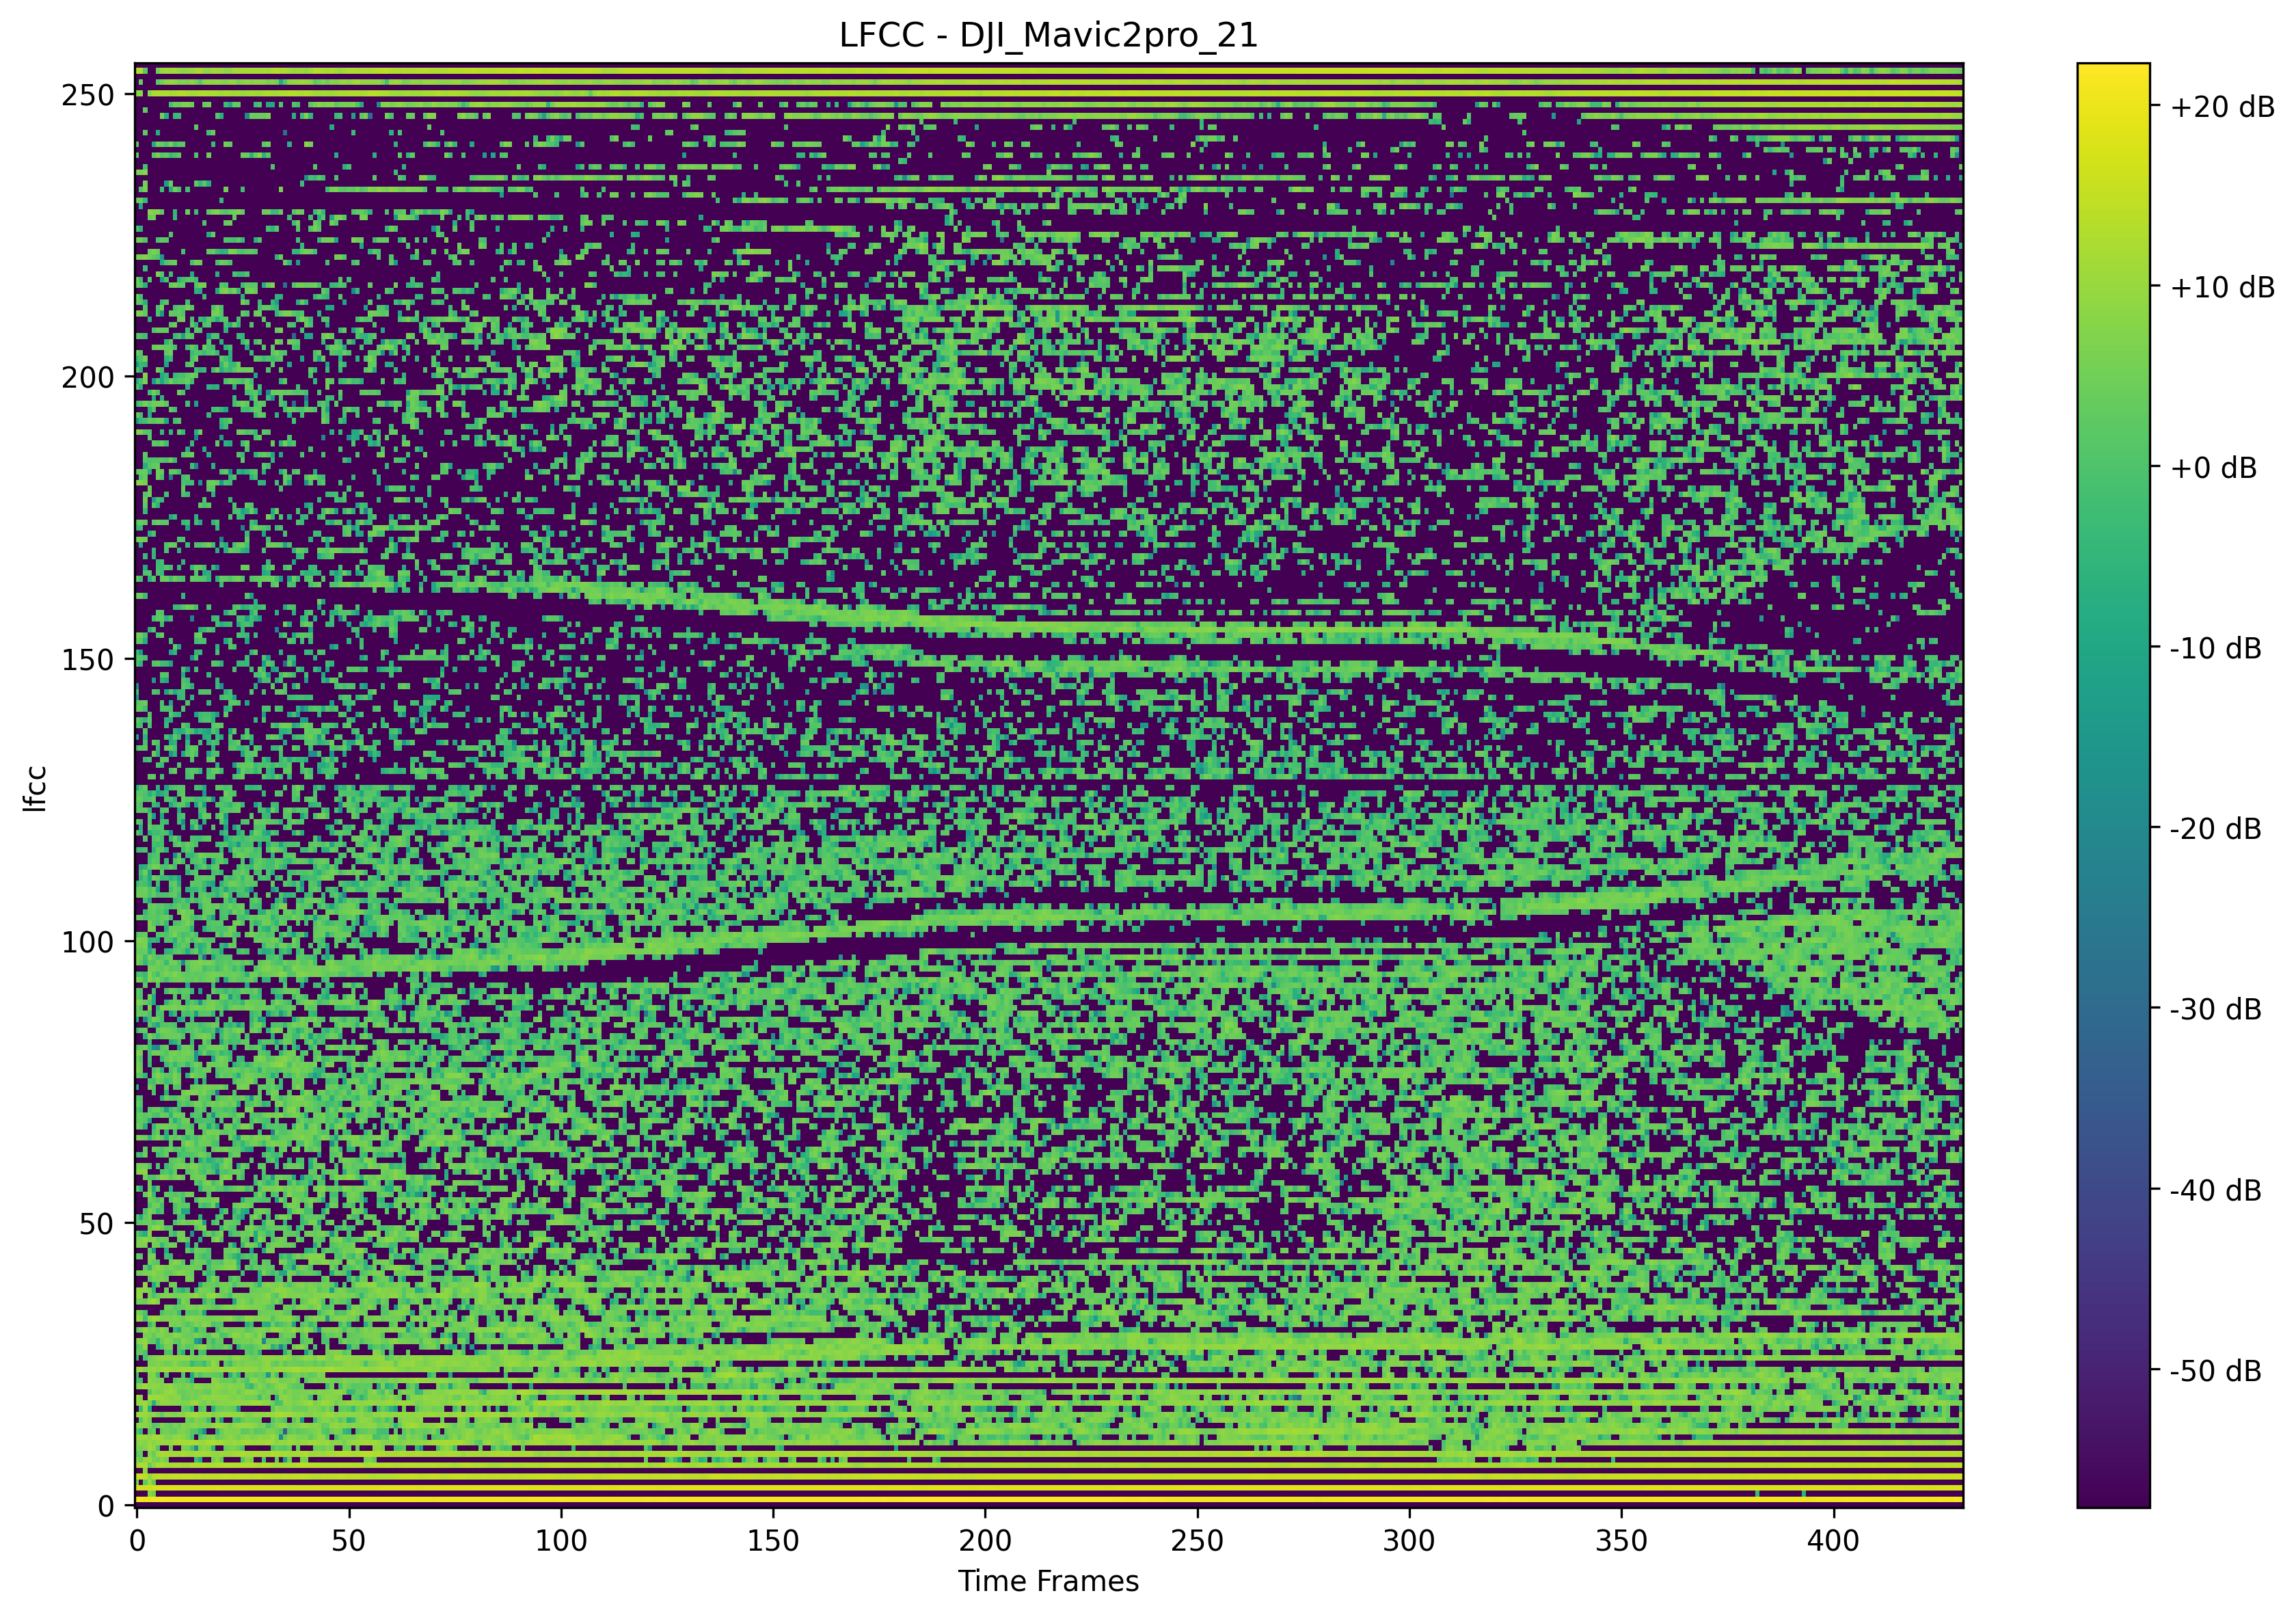 LFCC - DJI_Mavic2pro_21
250
200
150
100
50
0
lfcc
0 50 100 150 200 250 300 350 400
Time Frames
+20 dB
+10 dB
+0 dB
-10 dB
-20 dB
-30 dB
-40 dB
-50 dB